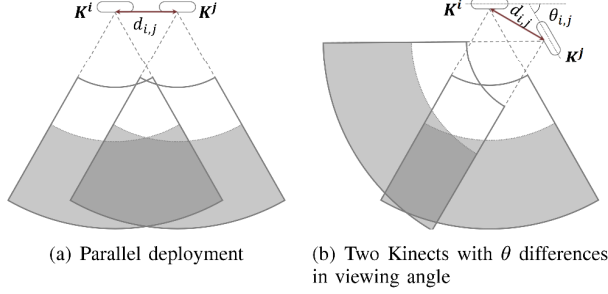 K^i K^j
d_{i,j}
K^i
d_{i,j} θ_{i,j}
K^j
(a) Parallel deployment
(b) Two Kinects with θ differences
in viewing angle